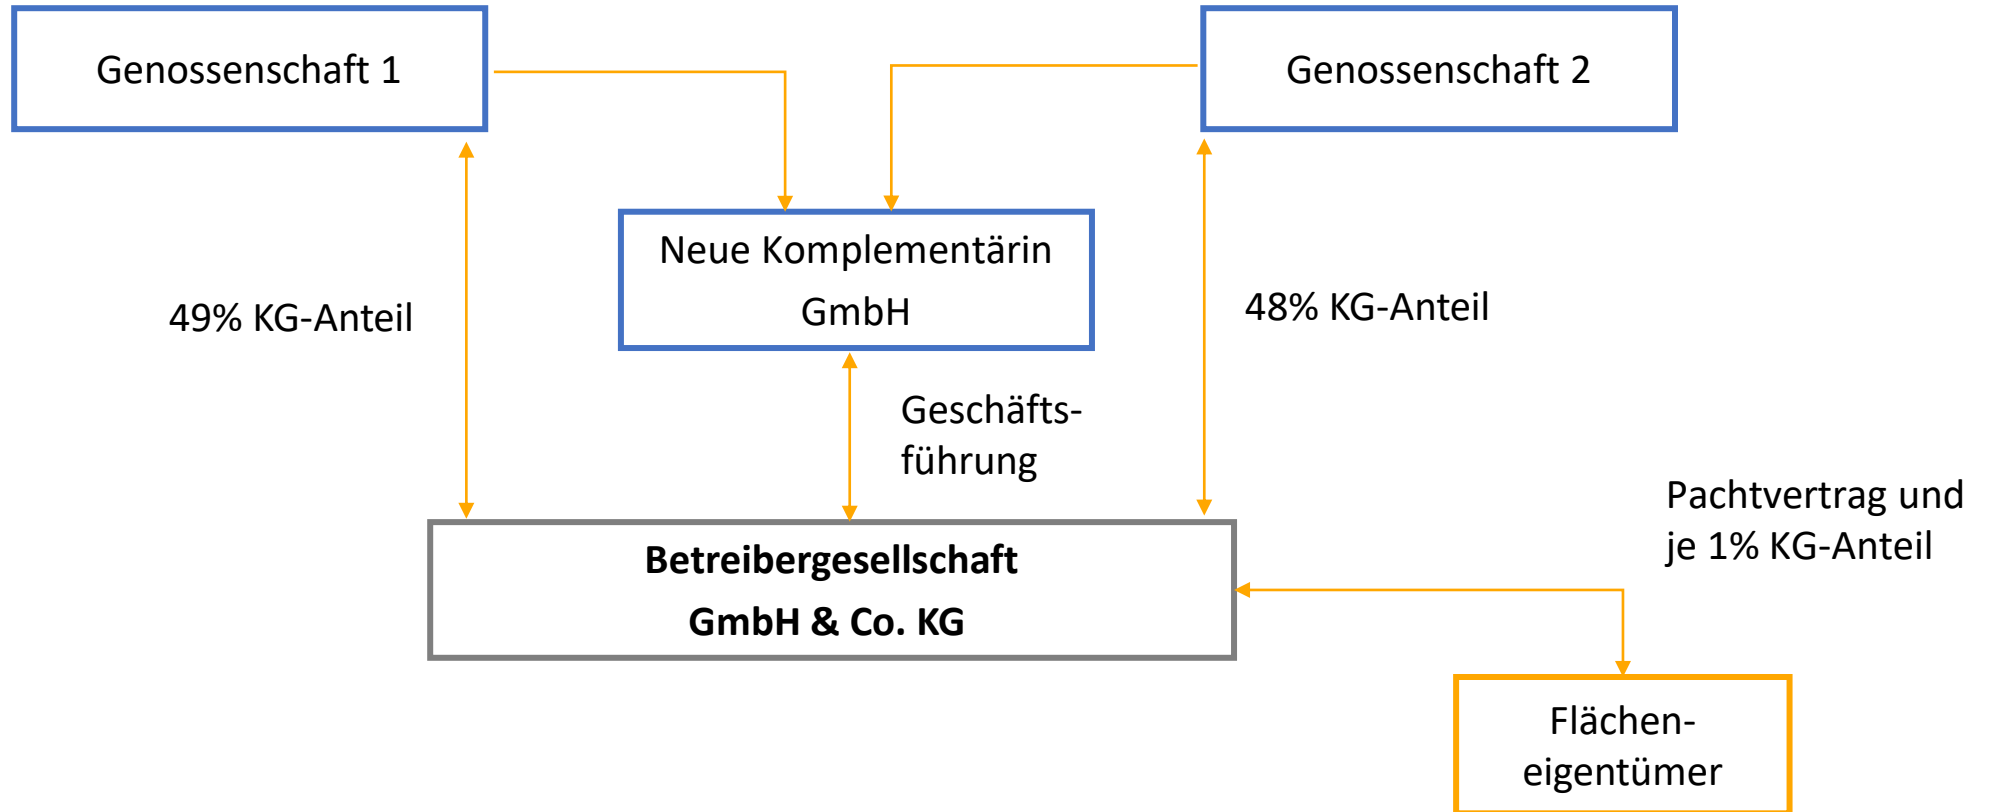 Genossenschaft 1
Genossenschaft 2
Neue Komplementärin
GmbH
49% KG-Anteil
48% KG-Anteil
Geschäfts-
führung
Pachtvertrag und
je 1% KG-Anteil
Betreibergesellschaft
GmbH & Co. KG
Flächen-
eigentümer